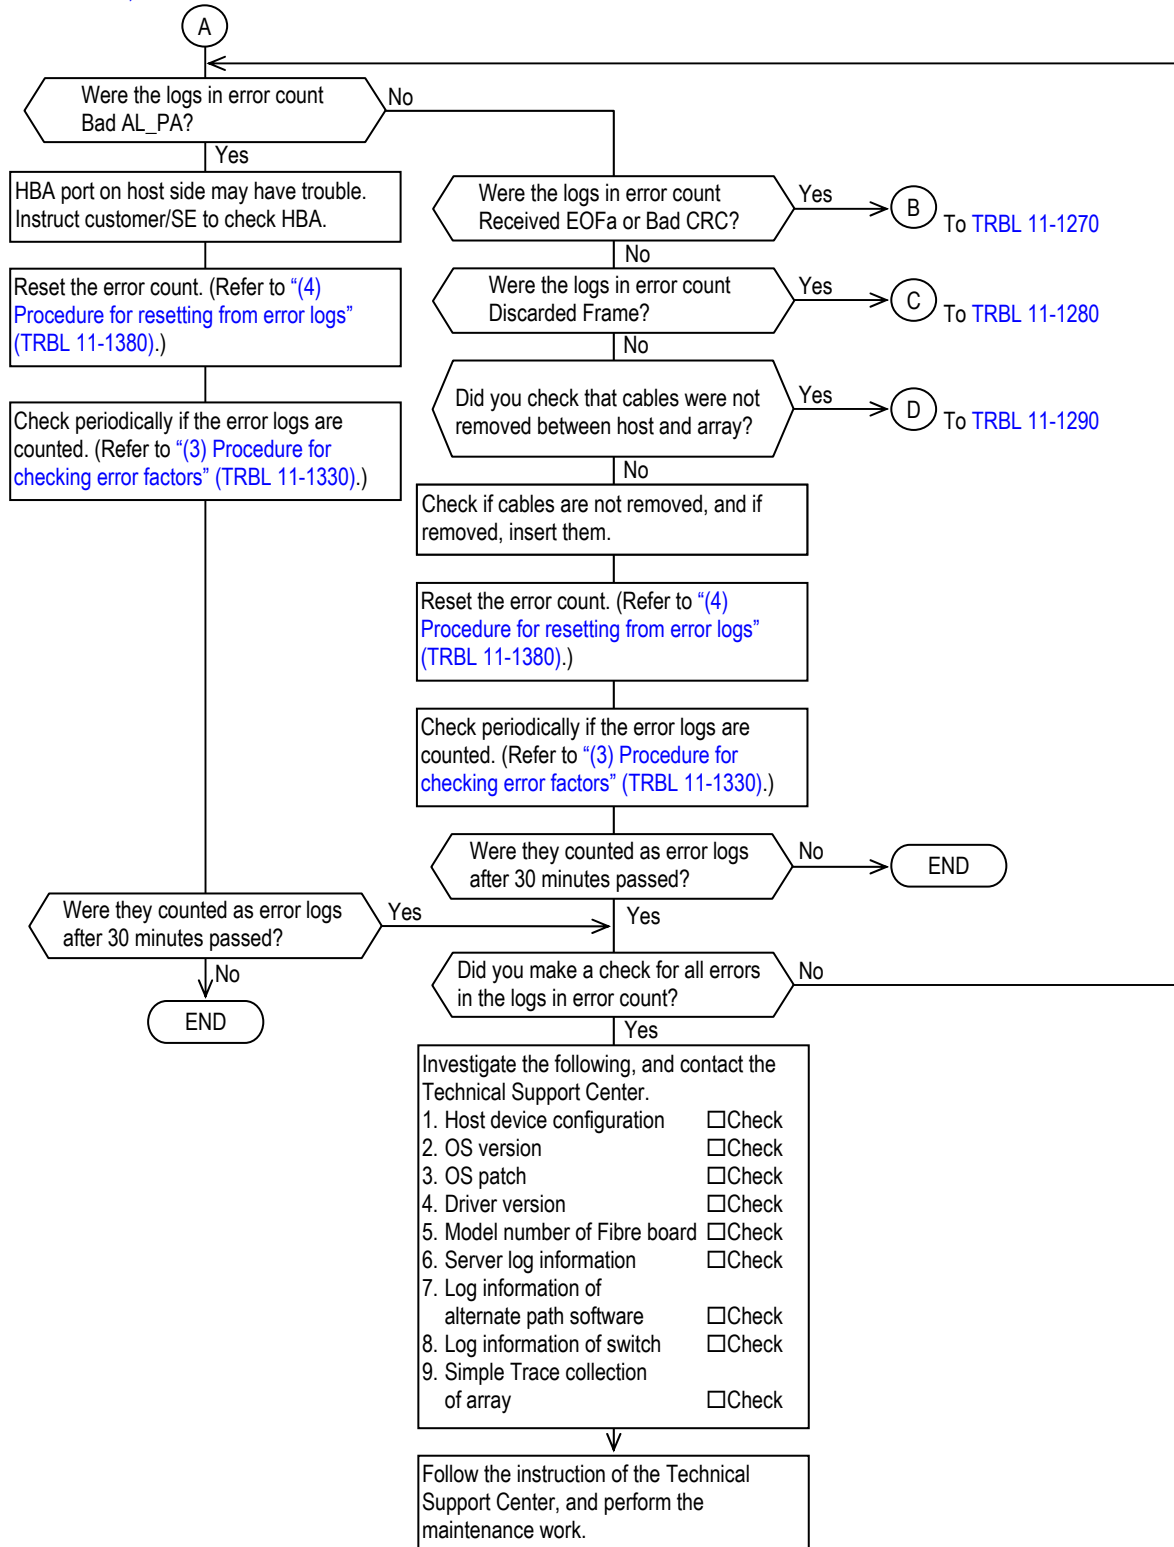 A
Were the logs in error count
Bad AL_PA?
No
Yes
HBA port on host side may have trouble.
Instruct customer/SE to check HBA.
Reset the error count. (Refer to “(4)
Procedure for resetting from error logs”
(TRBL 11-1380).)
Check periodically if the error logs are
counted. (Refer to “(3) Procedure for
checking error factors” (TRBL 11-1330).)
Were the logs in error count
Received EOFa or Bad CRC?
Yes
B
To TRBL 11-1270
No
Were the logs in error count
Discarded Frame?
Yes
C
To TRBL 11-1280
No
Did you check that cables were not
removed between host and array?
Yes
D
To TRBL 11-1290
No
Check if cables are not removed, and if
removed, insert them.
Reset the error count. (Refer to “(4)
Procedure for resetting from error logs”
(TRBL 11-1380).)
Check periodically if the error logs are
counted. (Refer to “(3) Procedure for
checking error factors” (TRBL 11-1330).)
Were they counted as error logs
after 30 minutes passed?
No
END
Yes
Were they counted as error logs
after 30 minutes passed?
Yes
No
END
Did you make a check for all errors
in the logs in error count?
No
Yes
Investigate the following, and contact the
Technical Support Center.
1. Host device configuration ☐Check
2. OS version ☐Check
3. OS patch ☐Check
4. Driver version ☐Check
5. Model number of Fibre board ☐Check
6. Server log information ☐Check
7. Log information of
alternate path software ☐Check
8. Log information of switch ☐Check
9. Simple Trace collection
of array ☐Check
Follow the instruction of the Technical
Support Center, and perform the
maintenance work.